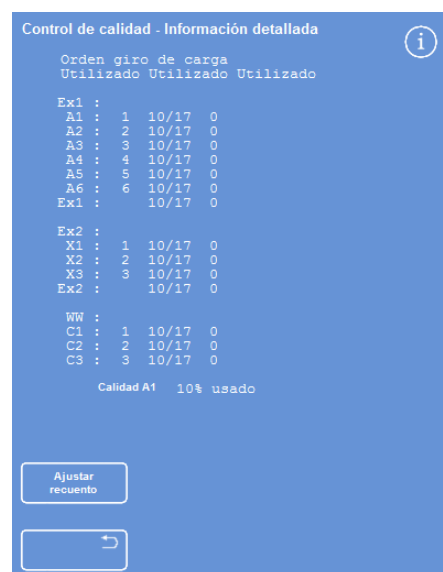 Control de calidad - Información detallada
i
Orden giro de carga
Utilizado Utilizado Utilizado
Ex1 :
A1 : 1 10/17 0
A2 : 2 10/17 0
A3 : 3 10/17 0
A4 : 4 10/17 0
A5 : 5 10/17 0
A6 : 6 10/17 0
Ex1 : 10/17 0
Ex2 :
X1 : 1 10/17 0
X2 : 2 10/17 0
X3 : 3 10/17 0
Ex2 : 10/17 0
WW :
C1 : 1 10/17 0
C2 : 2 10/17 0
C3 : 3 10/17 0
Calidad A1 10% usado
Ajustar
recuento